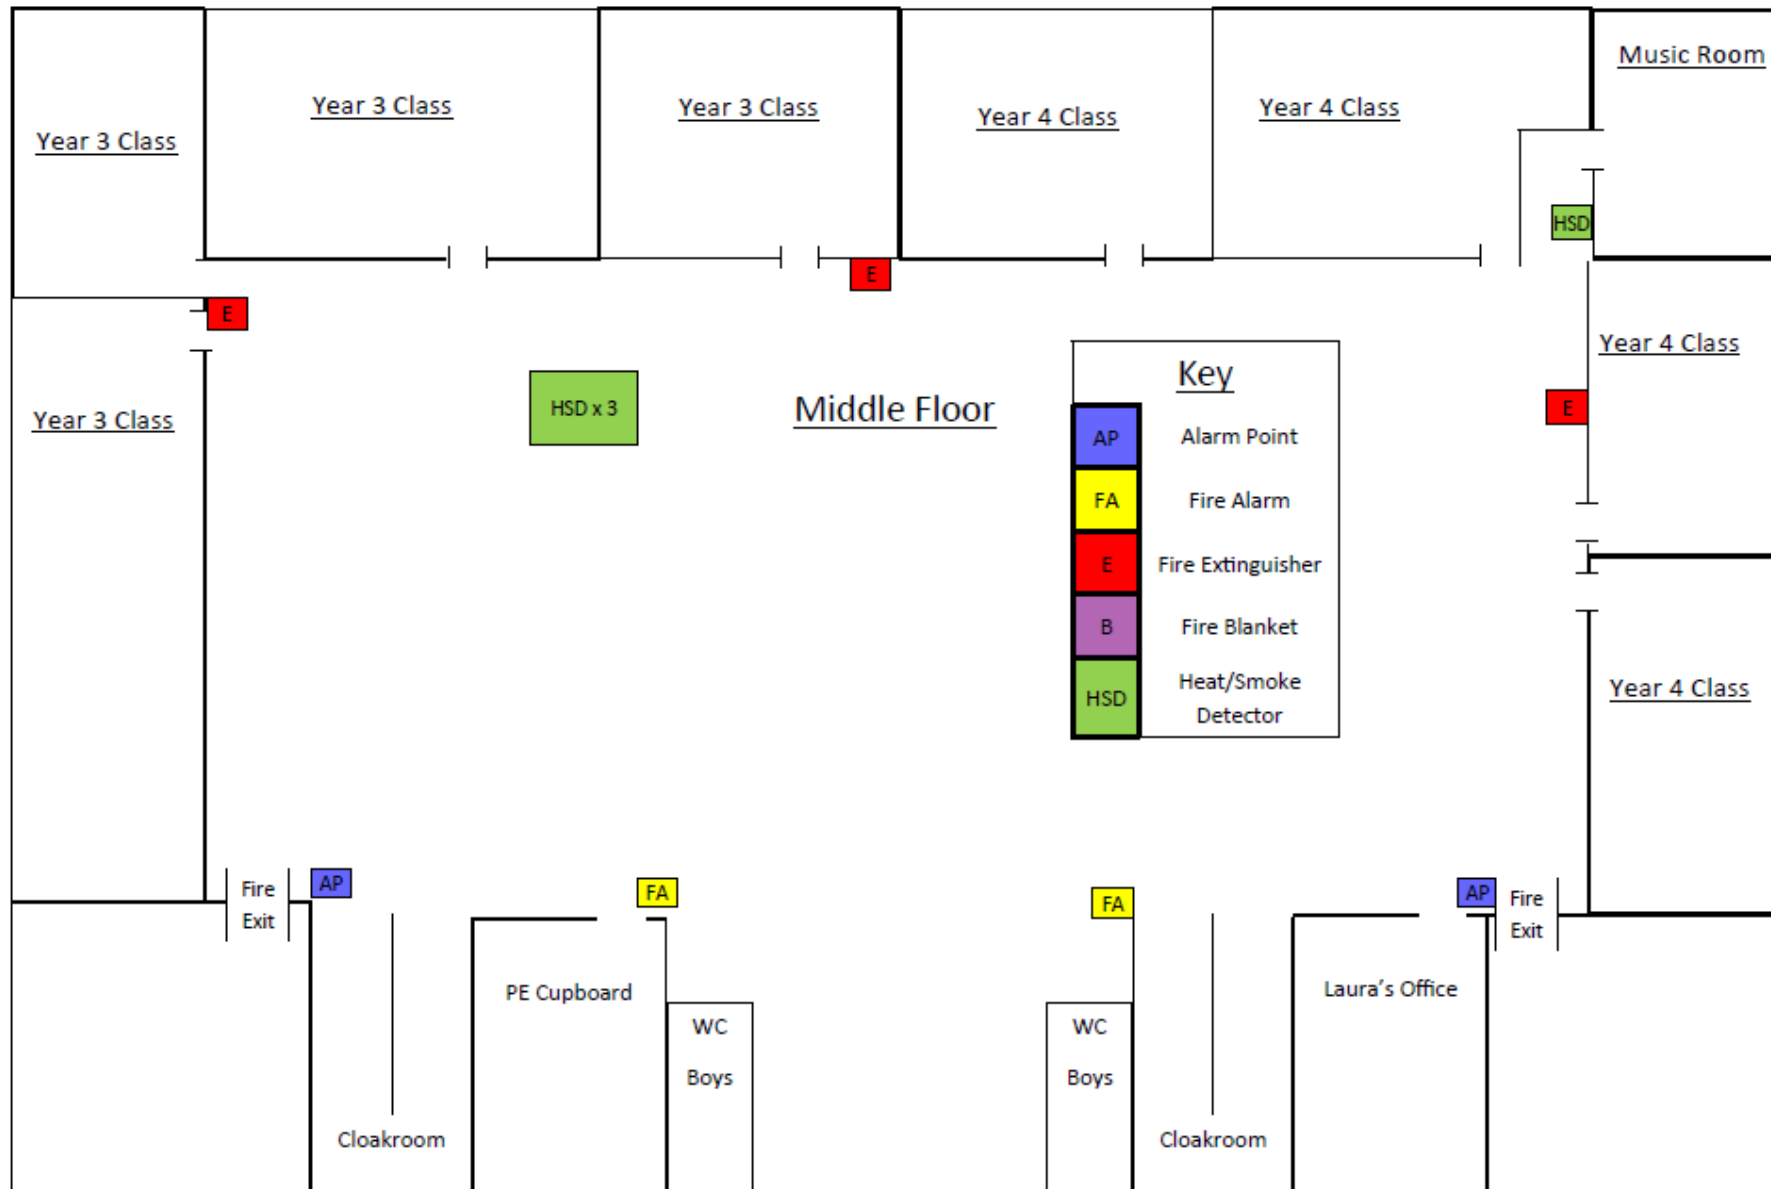 Music Room
Year 3 Class
Year 3 Class
Year 3 Class
Year 4 Class
Year 4 Class
HSD
E
E
Year 4 Class
Year 3 Class
HSD x 3
Middle Floor
E
Key
AP Alarm Point
FA Fire Alarm
E Fire Extinguisher
B Fire Blanket
HSD Heat/Smoke
Detector
Year 4 Class
Fire
Exit
AP
FA
FA
AP
Fire
Exit
PE Cupboard
WC
Boys
WC
Boys
Laura's Office
Cloakroom
Cloakroom